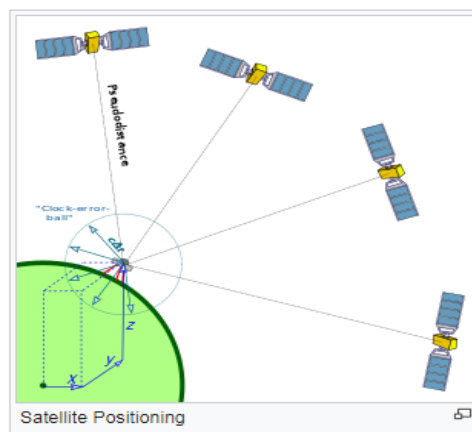 Pseudodistance
"Clock-error-
ball"
cΔt
z
y
x
Satellite Positioning